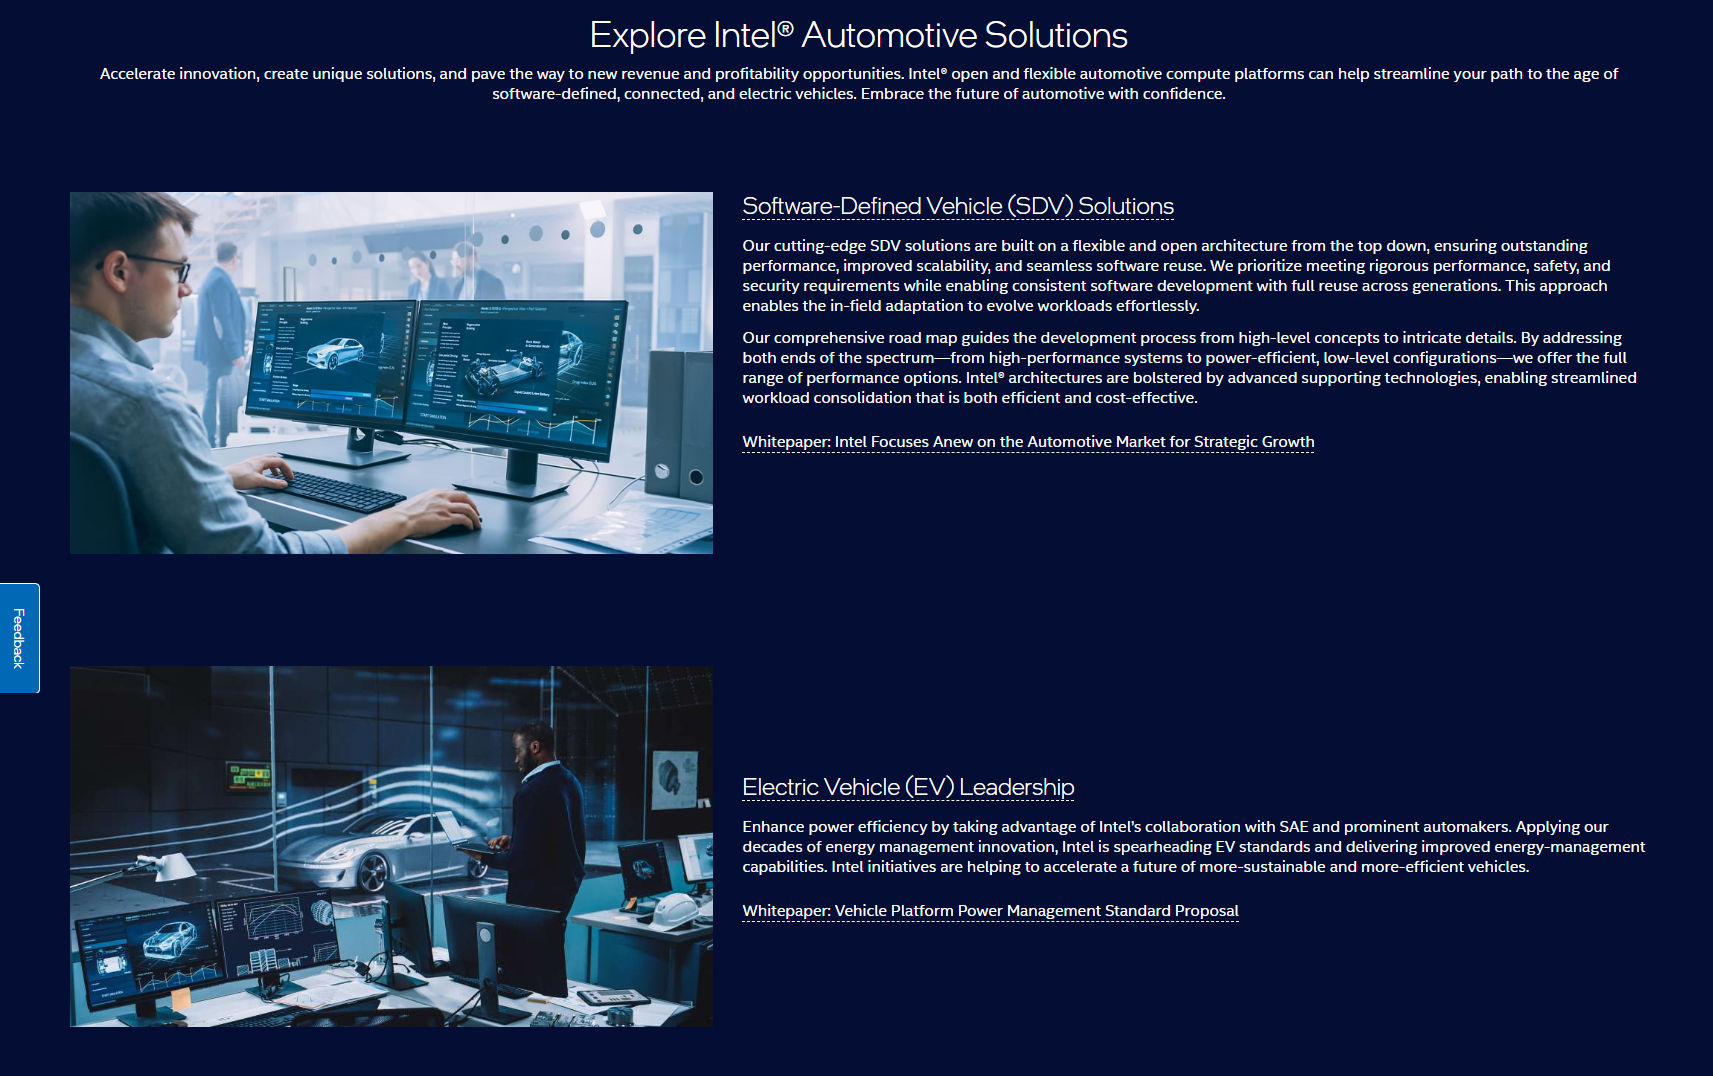 Explore Intel® Automotive Solutions
Accelerate innovation, create unique solutions, and pave the way to new revenue and profitability opportunities. Intel® open and flexible automotive compute platforms can help streamline your path to the age of
software-defined, connected, and electric vehicles. Embrace the future of automotive with confidence.
Software-Defined Vehicle (SDV) Solutions
Our cutting-edge SDV solutions are built on a flexible and open architecture from the top down, ensuring outstanding
performance, improved scalability, and seamless software reuse. We prioritize meeting rigorous performance, safety, and
security requirements while enabling consistent software development with full reuse across generations. This approach
enables the in-field adaptation to evolve workloads effortlessly.
Our comprehensive road map guides the development process from high-level concepts to intricate details. By addressing
both ends of the spectrum—from high-performance systems to power-efficient, low-level configurations—we offer the full
range of performance options. Intel® architectures are bolstered by advanced supporting technologies, enabling streamlined
workload consolidation that is both efficient and cost-effective.
Whitepaper: Intel Focuses Anew on the Automotive Market for Strategic Growth
Feedback
Electric Vehicle (EV) Leadership
Enhance power efficiency by taking advantage of Intel's collaboration with SAE and prominent automakers. Applying our
decades of energy management innovation, Intel is spearheading EV standards and delivering improved energy-management
capabilities. Intel initiatives are helping to accelerate a future of more-sustainable and more-efficient vehicles.
Whitepaper: Vehicle Platform Power Management Standard Proposal